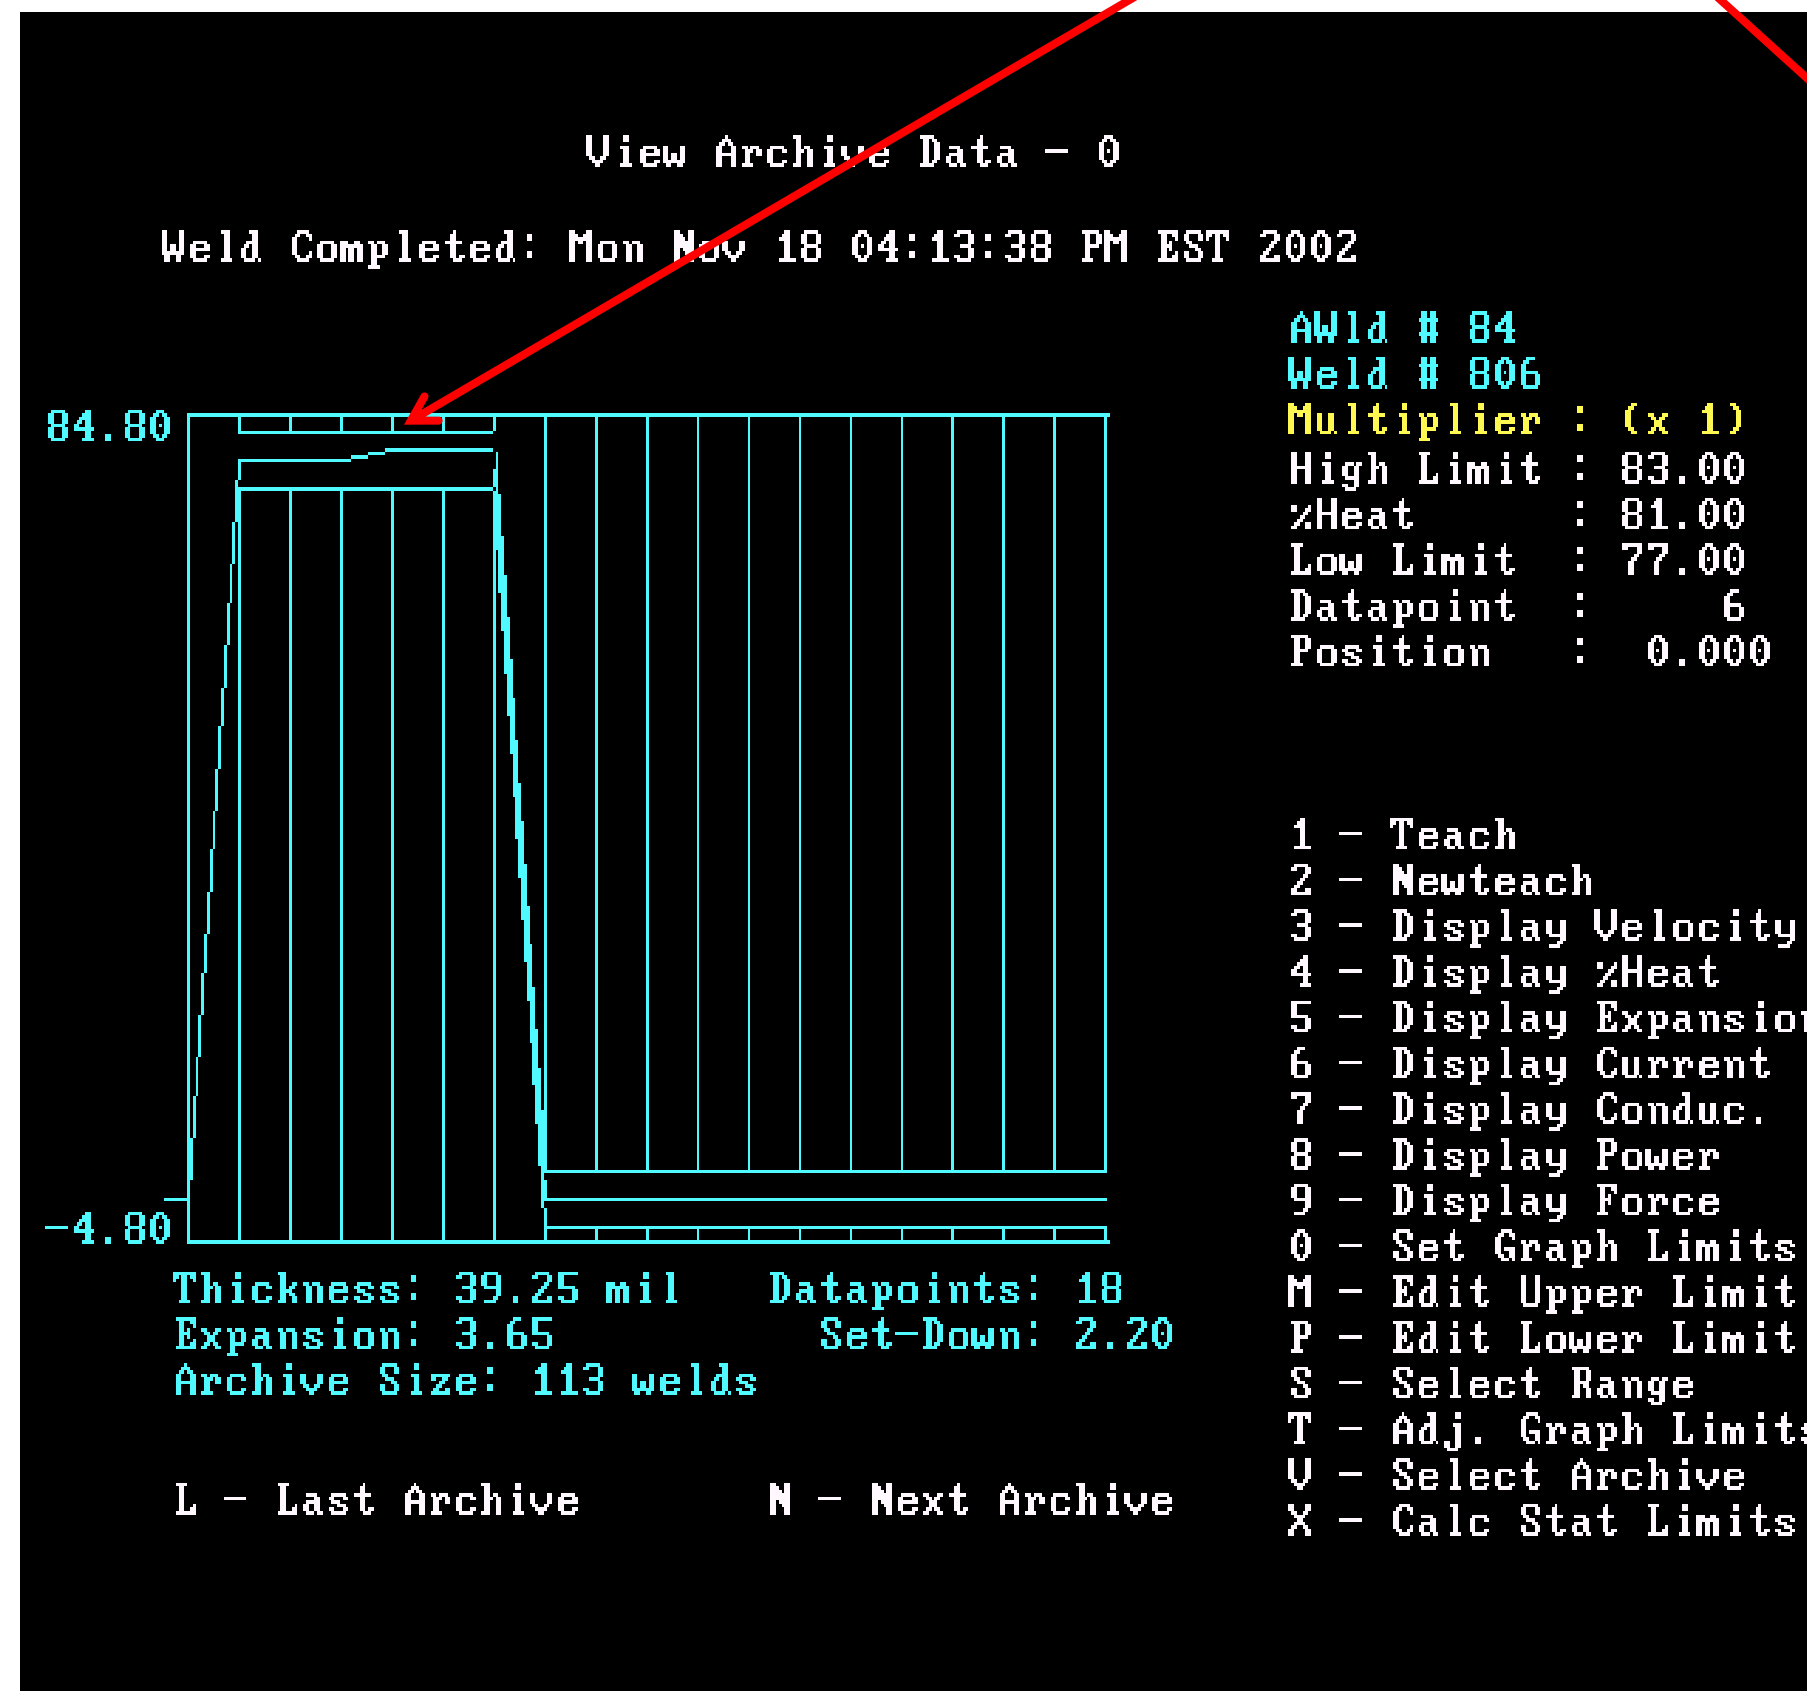 View Archive Data - 0
Weld Completed: Mon Nov 18 04:13:38 PM EST 2002
AWld # 84
Weld # 806
Multiplier : (x 1)
High Limit : 83.00
%Heat : 81.00
Low Limit : 77.00
Datapoint : 6
Position : 0.000
84.80
-4.80
Thickness: 39.25 mil Datapoints: 18
Expansion: 3.65 Set-Down: 2.20
Archive Size: 113 welds
L - Last Archive N - Next Archive
1 - Teach
2 - Newteach
3 - Display Velocity
4 - Display %Heat
5 - Display Expansion
6 - Display Current
7 - Display Conduc.
8 - Display Power
9 - Display Force
0 - Set Graph Limits
M - Edit Upper Limit
P - Edit Lower Limit
S - Select Range
T - Adj. Graph Limits
V - Select Archive
X - Calc Stat Limits